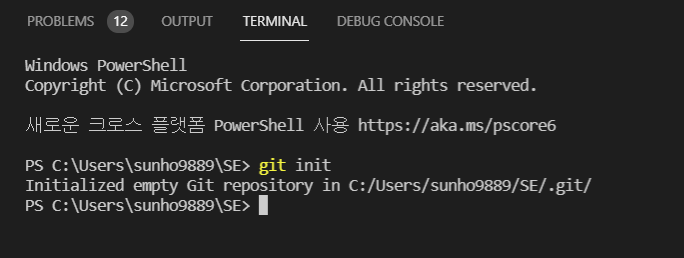 PROBLEMS 12 OUTPUT TERMINAL DEBUG CONSOLE
Windows PowerShell
Copyright (C) Microsoft Corporation. All rights reserved.
새로운 크로스 플랫폼 PowerShell 사용 https://aka.ms/pscore6
PS C:\Users\sunho9889\SE> git init
Initialized empty Git repository in C:/Users/sunho9889/SE/.git/
PS C:\Users\sunho9889\SE>